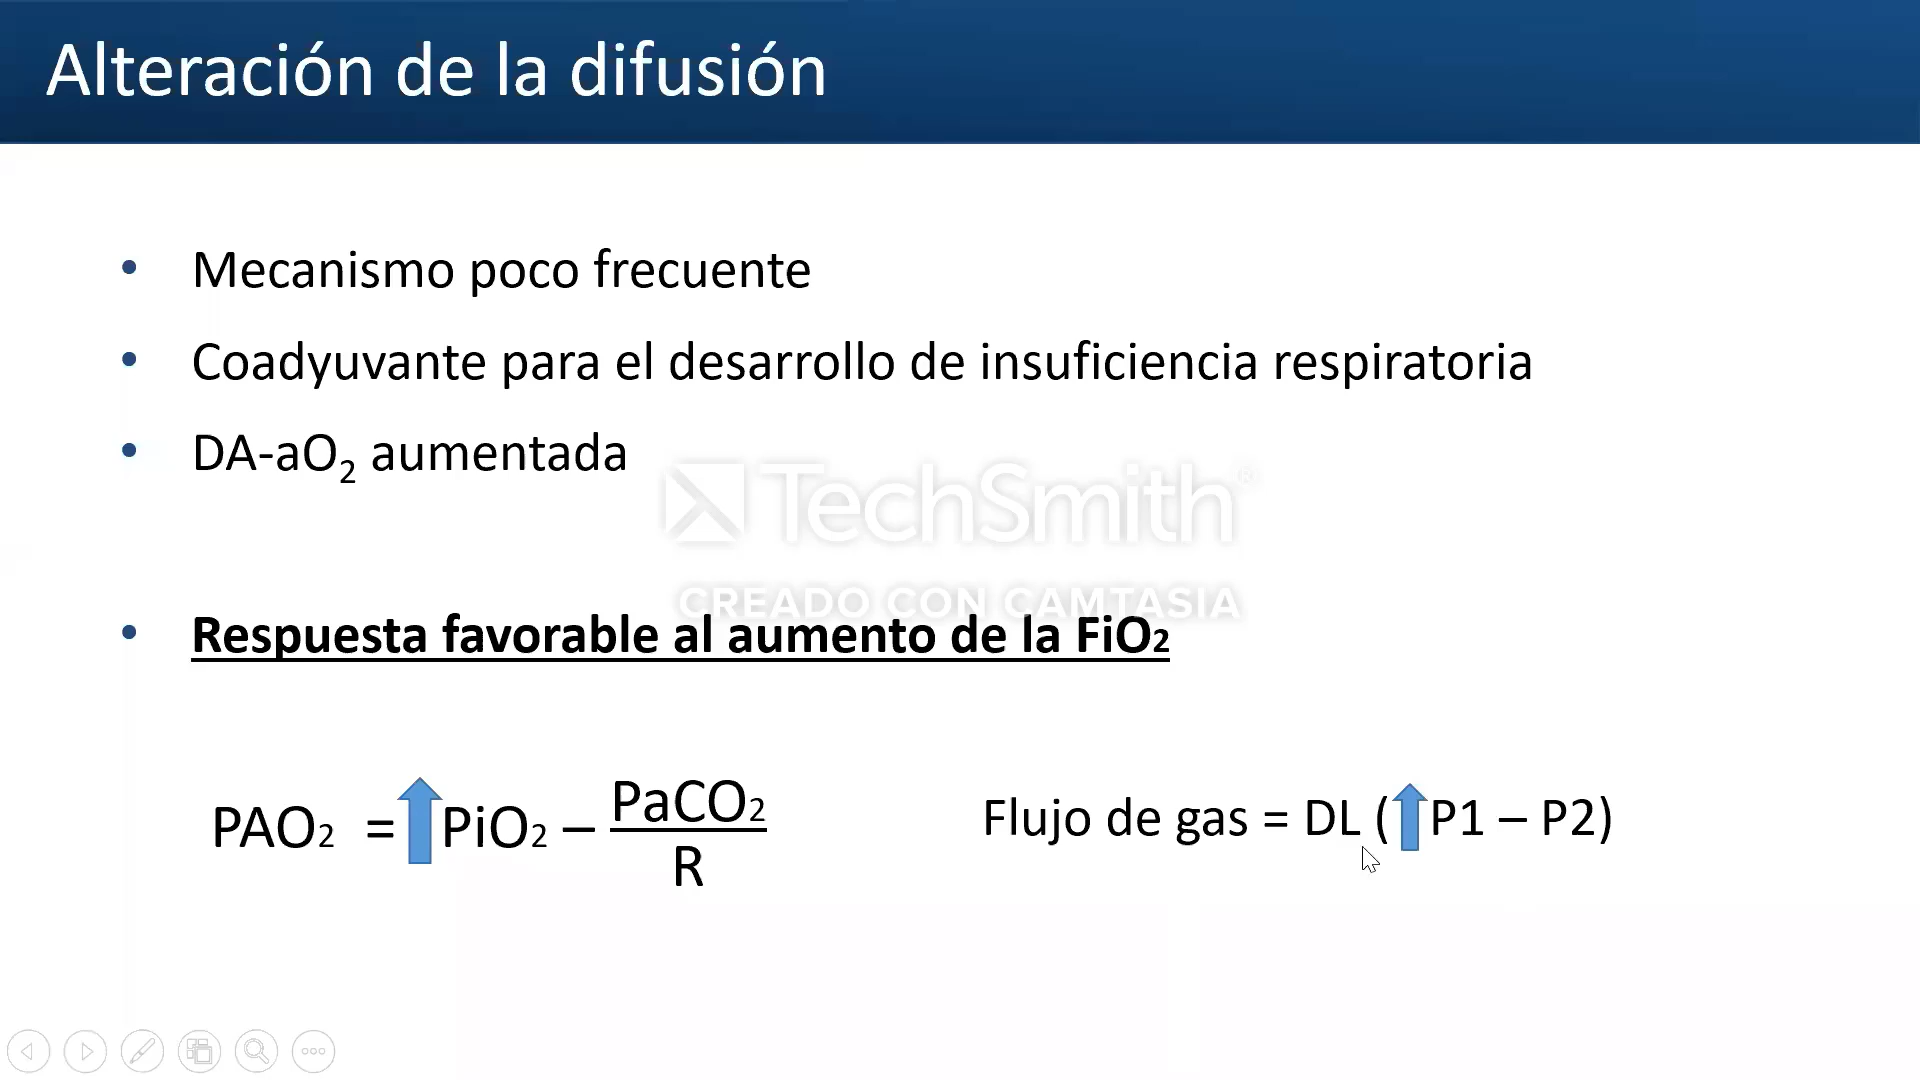 Alteración de la difusión
• Mecanismo poco frecuente
• Coadyuvante para el desarrollo de insuficiencia respiratoria
• DA-aO₂ aumentada
TechSmith®
CREADO CON CAMTASIA
• Respuesta favorable al aumento de la FiO₂
PAO₂ = PiO₂ – PaCO₂
R
Flujo de gas = DL ( P1 – P2)